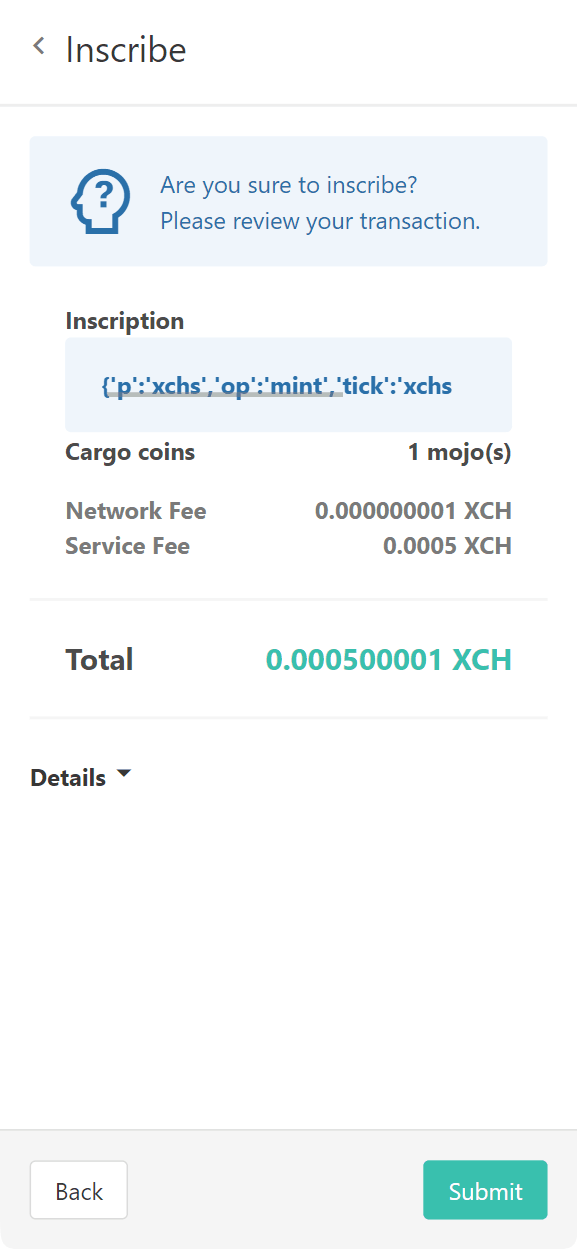 Inscribe
Are you sure to inscribe?
Please review your transaction.
Inscription
{'p':'xchs','op':'mint','tick':'xchs
Cargo coins 1 mojo(s)
Network Fee 0.000000001 XCH
Service Fee 0.0005 XCH
Total 0.000500001 XCH
Details
Back Submit